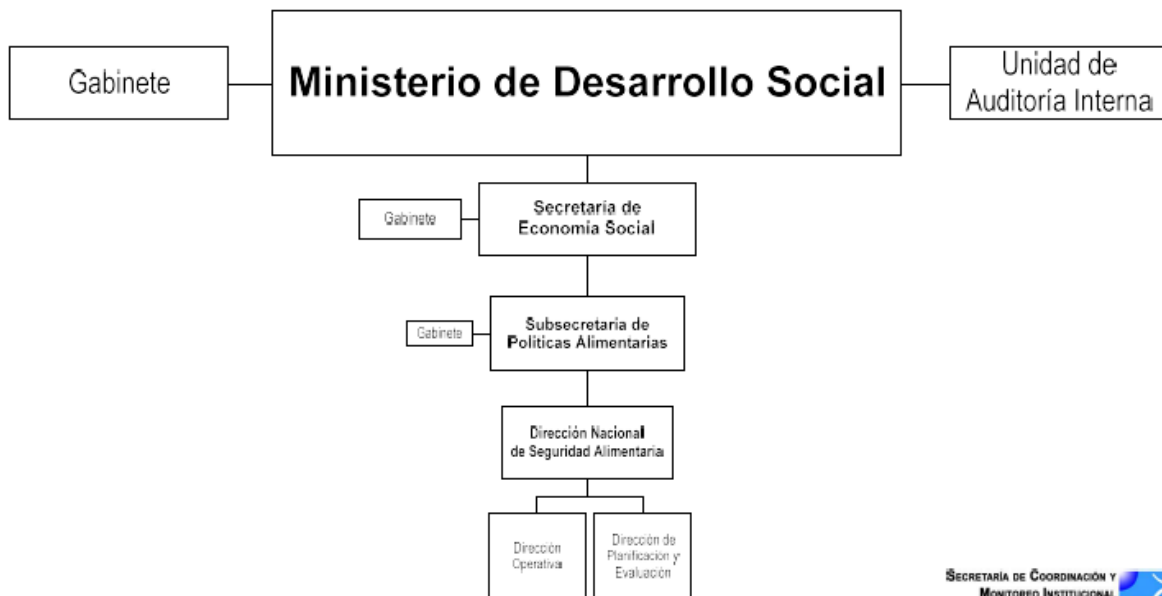 Gabinete
Ministerio de Desarrollo Social
Unidad de
Auditoría Interna
Gabinete
Secretaría de
Economía Social
Gabinete
Subsecretaria de
Políticas Alimentarias
Dirección Nacional
de Seguridad Alimentaria
Dirección
Operativa
Dirección de
Planificación y
Evaluación
SECRETARÍA DE COORDINACIÓN Y
MONITOREO INSTITUCIONAL